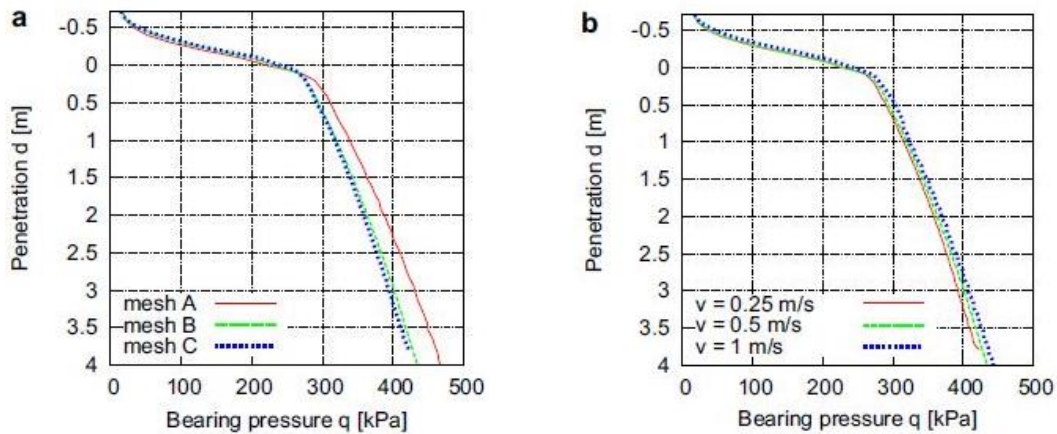 a
-0.5
0
0.5
1
1.5
2
2.5
3
3.5
4
Penetration d [m]
mesh A
mesh B
mesh C
0 100 200 300 400 500
Bearing pressure q [kPa]
b
-0.5
0
0.5
1
1.5
2
2.5
3
3.5
4
Penetration d [m]
v = 0.25 m/s
v = 0.5 m/s
v = 1 m/s
0 100 200 300 400 500
Bearing pressure q [kPa]